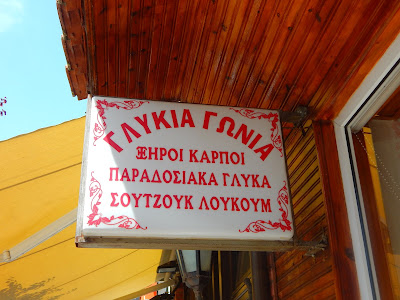 ΓΛΥΚΙΑ ΓΩΝΙΑ
ΞΗΡΟΙ ΚΑΡΠΟΙ
ΠΑΡΑΔΟΣΙΑΚΑ ΓΛΥΚΑ
ΣΟΥΤΖΟΥΚ ΛΟΥΚΟΥΜ